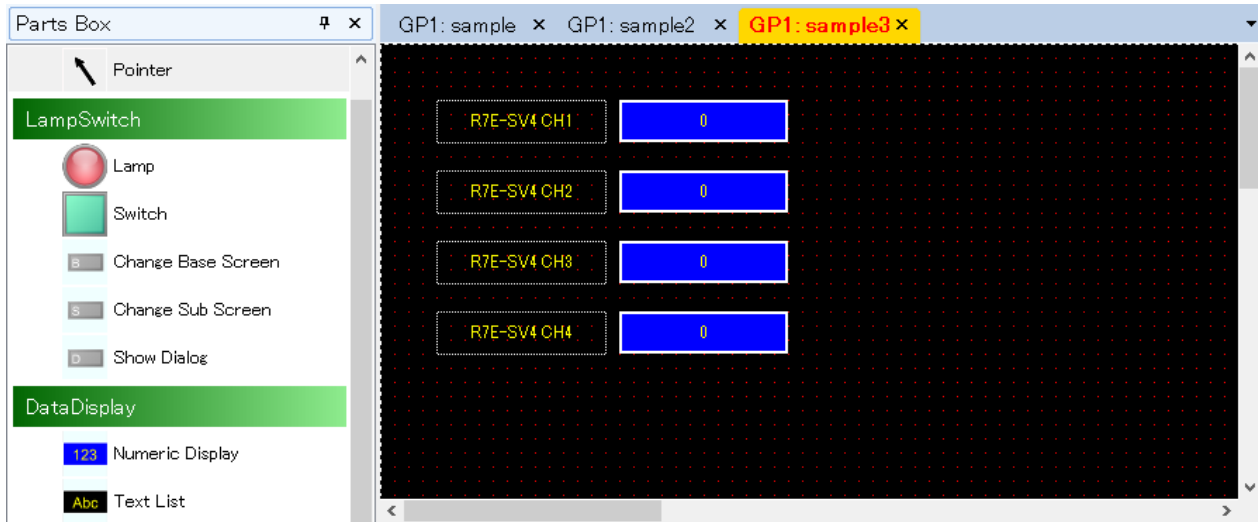 Parts Box
Pointer
LampSwitch
Lamp
Switch
B Change Base Screen
S Change Sub Screen
D Show Dialog
DataDisplay
123 Numeric Display
Abc Text List
GP1: sample GP1: sample2 GP1: sample3
R7E-SV4 CH1 0
R7E-SV4 CH2 0
R7E-SV4 CH3 0
R7E-SV4 CH4 0